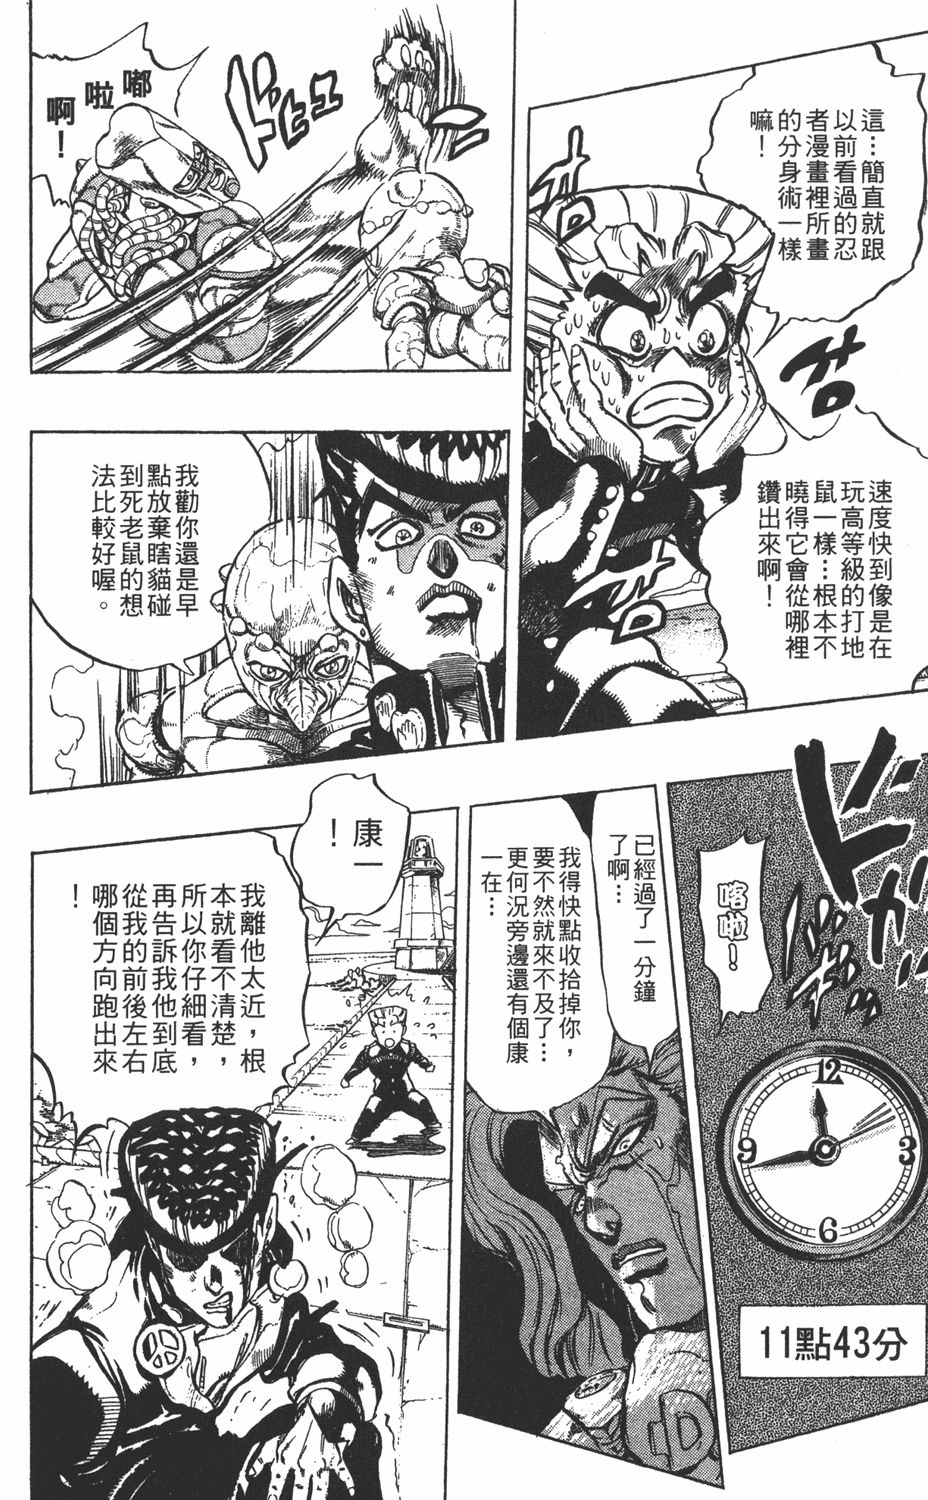 這…簡直就跟
以前看過的忍
者漫畫裡所畫
的分身術一樣
嘛！
速度快到像是在
玩高等級的打地
鼠一樣…根本不
曉得它會從哪裡
鑽出來啊！
ドヒュエ
嘟
啦
啊！
我勸你還是早
點放棄瞎貓碰
到死老鼠的想
法比較好喔。
喀啦！
12
3
6
9
11點43分
已經過了一分鐘
了啊…
我得快點收拾掉你，
要不然就來不及了…
更何況旁邊還有個康
一在…
康一
！
我離他太近，根
本就看不清楚，
所以你仔細看，
再告訴我他到底
從我的前後左右
哪個方向跑出來
！